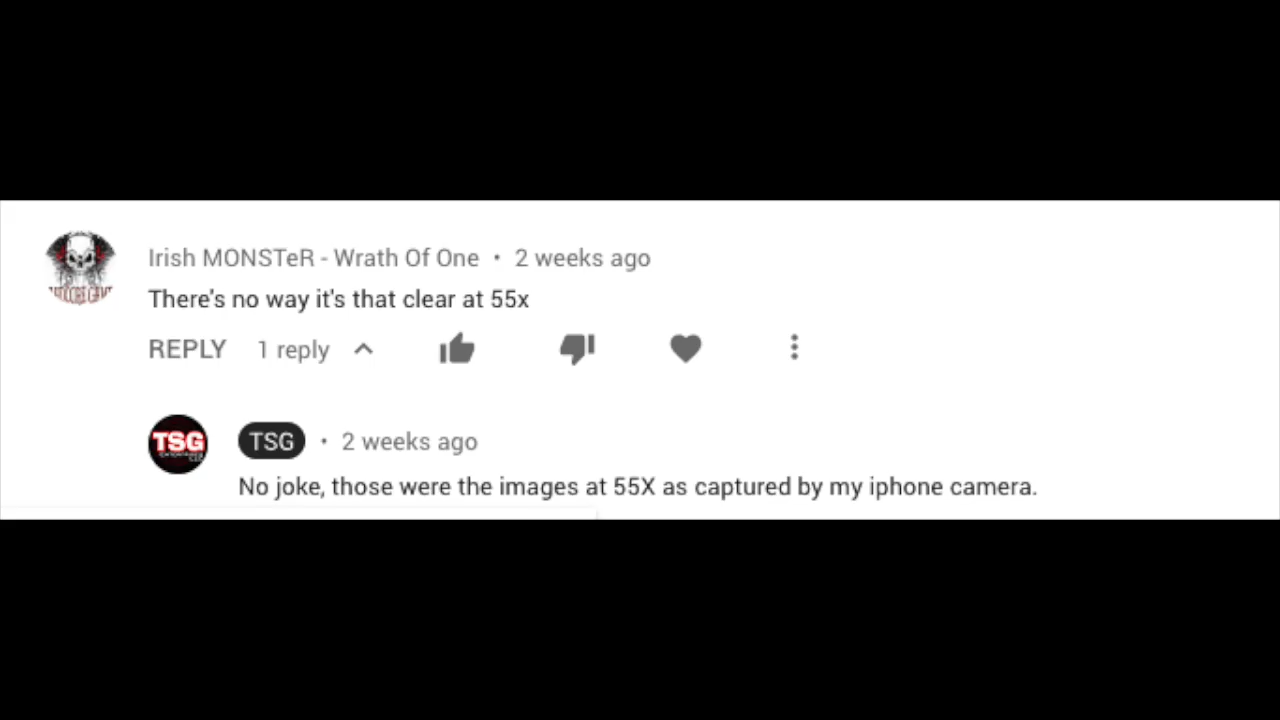 Irish MONSTeR - Wrath Of One • 2 weeks ago
There's no way it's that clear at 55x
REPLY 1 reply
TSG
TSG • 2 weeks ago
No joke, those were the images at 55X as captured by my iphone camera.